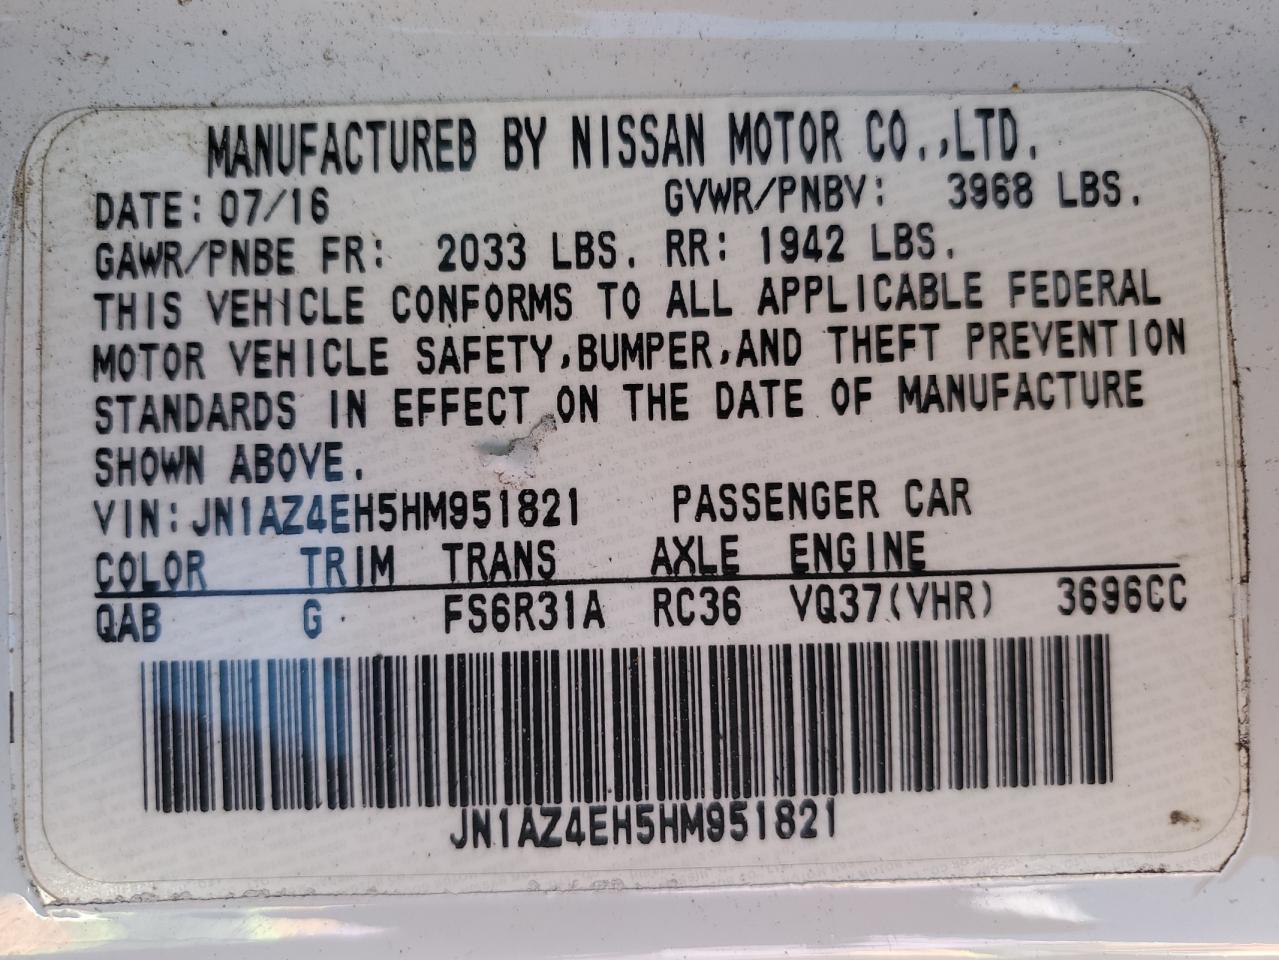 MANUFACTURED BY NISSAN MOTOR CO.,LTD.
DATE: 07/16 GVWR/PNBV: 3968 LBS.
GAWR/PNBE FR: 2033 LBS. RR: 1942 LBS.
THIS VEHICLE CONFORMS TO ALL APPLICABLE FEDERAL
MOTOR VEHICLE SAFETY,BUMPER,AND THEFT PREVENTION
STANDARDS IN EFFECT ON THE DATE OF MANUFACTURE
SHOWN ABOVE.
VIN:JN1AZ4EH5HM951821 PASSENGER CAR
COLOR TRIM TRANS AXLE ENGINE
QAB G FS6R31A RC36 VQ37(VHR) 3696CC
JN1AZ4EH5HM951821